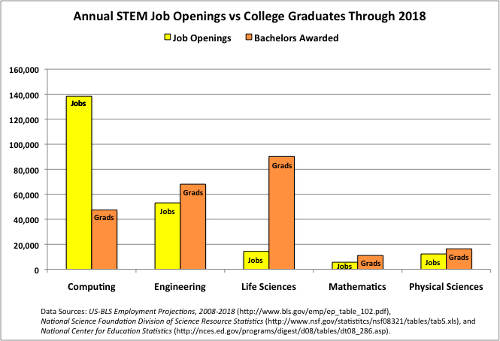 Annual STEM Job Openings vs College Graduates Through 2018
Job Openings Bachelors Awarded
160,000
140,000
120,000
100,000
80,000
60,000
40,000
20,000
0
Jobs
Grads
Jobs
Grads
Jobs
Grads
Jobs
Grads
Jobs
Grads
Computing Engineering Life Sciences Mathematics Physical Sciences
Data Sources: US-BLS Employment Projections, 2008-2018 (http://www.bls.gov/emp/ep_table_102.pdf),
National Science Foundation Division of Science Resource Statistics (http://www.nsf.gov/statistics/nsf08321/tables/tab5.xls), and
National Center for Education Statistics (http://nces.ed.gov/programs/digest/d08/tables/dt08_286.asp).